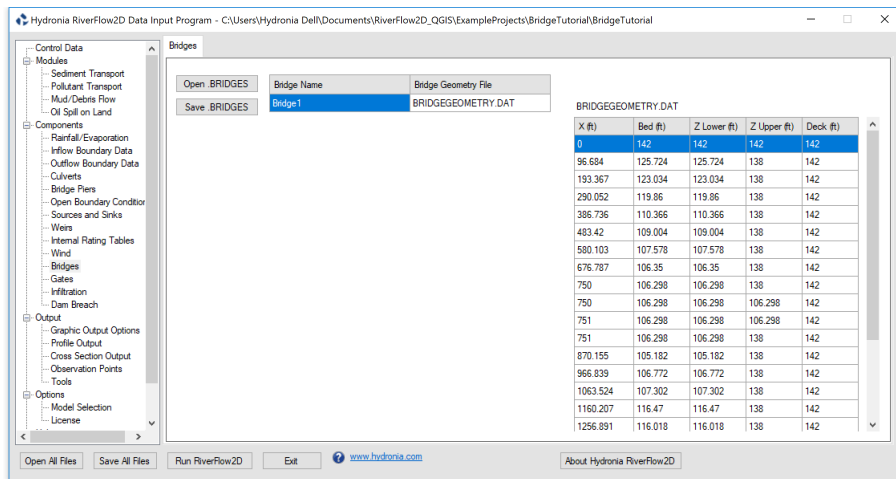 Hydronia RiverFlow2D Data Input Program - C:\Users\Hydronia Dell\Documents\RiverFlow2D_QGIS\ExampleProjects\BridgeTutorial\BridgeTutorial
Control Data
Modules
Sediment Transport
Pollutant Transport
Mud/Debris Flow
Oil Spill on Land
Components
Rainfall/Evaporation
Inflow Boundary Data
Outflow Boundary Data
Culverts
Bridge Piers
Open Boundary Condition
Sources and Sinks
Weirs
Internal Rating Tables
Wind
Bridges
Gates
Infiltration
Dam Breach
Output
Graphic Output Options
Profile Output
Cross Section Output
Observation Points
Tools
Options
Model Selection
License
Bridges
Open .BRIDGES
Save .BRIDGES
Bridge Name Bridge Geometry File
Bridge1 BRIDGEGEOMETRY.DAT
BRIDGEGEOMETRY.DAT
X (ft) Bed (ft) Z Lower (ft) Z Upper (ft) Deck (ft)
0 142 142 142 142
96.684 125.724 125.724 138 142
193.367 123.034 123.034 138 142
290.052 119.86 119.86 138 142
386.736 110.366 110.366 138 142
483.42 109.004 109.004 138 142
580.103 107.578 107.578 138 142
676.787 106.35 106.35 138 142
750 106.298 106.298 138 142
750 106.298 106.298 106.298 142
751 106.298 106.298 106.298 142
751 106.298 106.298 138 142
870.155 105.182 105.182 138 142
966.839 106.772 106.772 138 142
1063.524 107.302 107.302 138 142
1160.207 116.47 116.47 138 142
1256.891 116.018 116.018 138 142
Open All Files Save All Files Run RiverFlow2D Exit www.hydronia.com About Hydronia RiverFlow2D